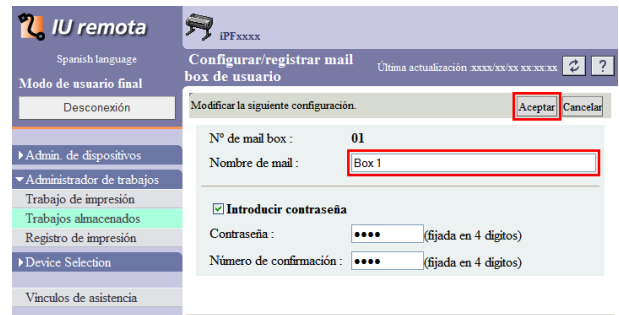 IU remota
Spanish language
Modo de usuario final
Desconexión
Admin. de dispositivos
Administrador de trabajos
Trabajo de impresión
Trabajos almacenados
Registro de impresión
Device Selection
Vinculos de asistencia
iPFxxxx
Configurar/registrar mail
box de usuario
Última actualización :xxxx/xx/xx xx:xx:xx
?
Modificar la siguiente configuración.
Aceptar Cancelar
Nº de mail box : 01
Nombre de mail : Box 1
Introducir contraseña
Contraseña : •••• (fijada en 4 digitos)
Número de confirmación : •••• (fijada en 4 digitos)